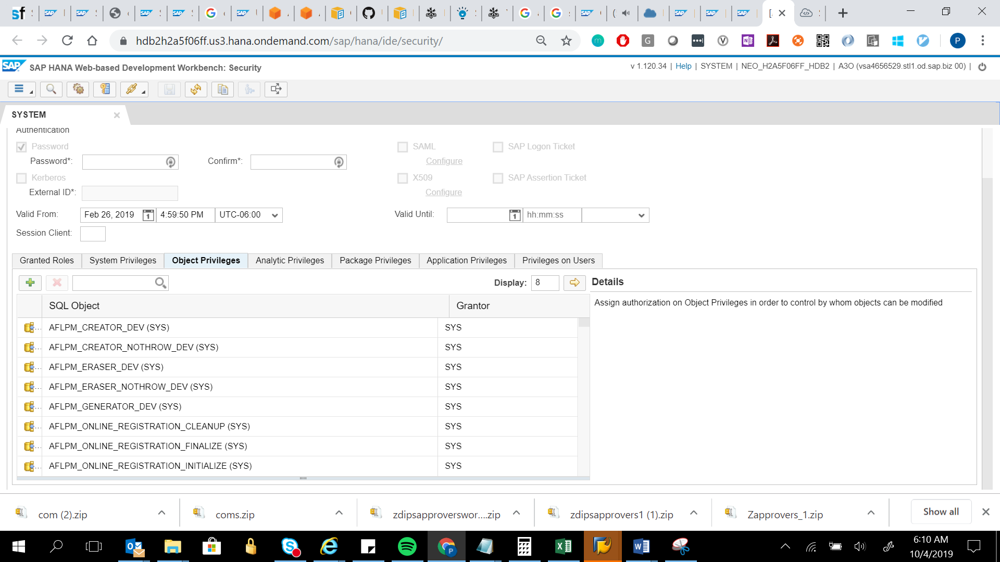 hdb2h2a5f06ff.us3.hana.ondemand.com/sap/hana/ide/security/
P
SAP SAP HANA Web-based Development Workbench: Security
v 1.120.34 | Help | SYSTEM | NEO_H2A5F06FF_HDB2 | A3O (vsa4656529.stl1.od.sap.biz 00) |
SYSTEM
Authentication
Password SAML SAP Logon Ticket
Password*: Confirm*: Configure
Kerberos X509 SAP Assertion Ticket
External ID*: Configure
Valid From: Feb 26, 2019 4:59:50 PM UTC-06:00 Valid Until: hh:mm:ss
Session Client:
Granted Roles System Privileges Object Privileges Analytic Privileges Package Privileges Application Privileges Privileges on Users
Display: 8 Details
SQL Object Grantor
Assign authorization on Object Privileges in order to control by whom objects can be modified
AFLPM_CREATOR_DEV (SYS) SYS
AFLPM_CREATOR_NOTHROW_DEV (SYS) SYS
AFLPM_ERASER_DEV (SYS) SYS
AFLPM_ERASER_NOTHROW_DEV (SYS) SYS
AFLPM_GENERATOR_DEV (SYS) SYS
AFLPM_ONLINE_REGISTRATION_CLEANUP (SYS) SYS
AFLPM_ONLINE_REGISTRATION_FINALIZE (SYS) SYS
AFLPM_ONLINE_REGISTRATION_INITIALIZE (SYS) SYS
com (2).zip coms.zip zdipsapproverswor....zip zdipsapprovers1 (1).zip Zapprovers_1.zip Show all
6:10 AM
10/4/2019